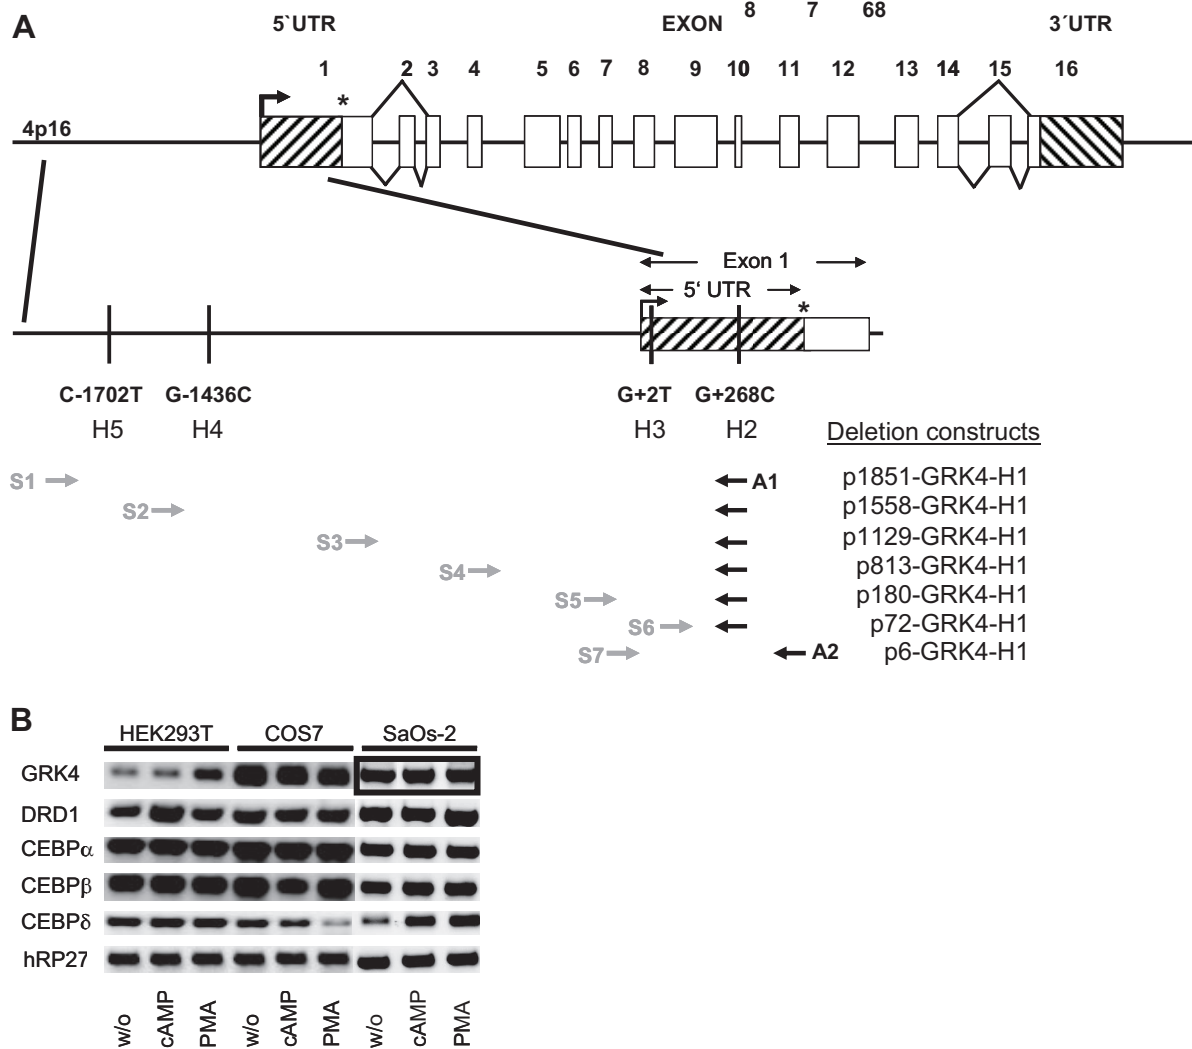 8 7 68
A 5`UTR EXON 3´UTR
1 2 3 4 5 6 7 8 9 10 11 12 13 14 15 16
*
4p16
Exon 1
5‘ UTR
*
C-1702T G-1436C G+2T G+268C
H5 H4 H3 H2 Deletion constructs
S1 A1 p1851-GRK4-H1
S2 p1558-GRK4-H1
S3 p1129-GRK4-H1
S4 p813-GRK4-H1
S5 p180-GRK4-H1
S6 p72-GRK4-H1
S7 A2 p6-GRK4-H1
B
HEK293T COS7 SaOs-2
GRK4
DRD1
CEBPα
CEBPβ
CEBPδ
hRP27
w/o cAMP PMA w/o cAMP PMA w/o cAMP PMA